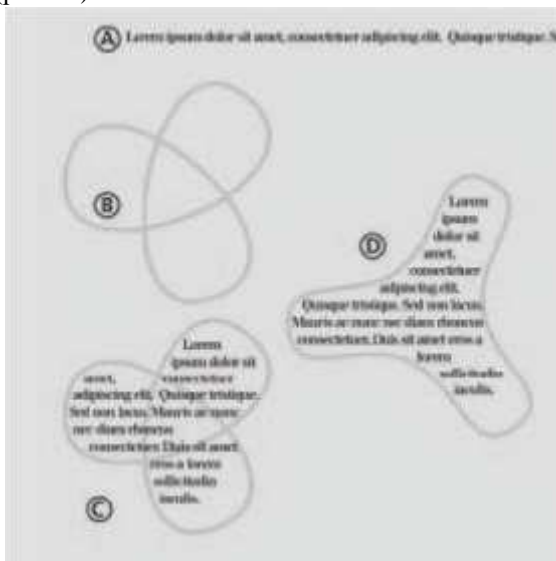 A Lorem ipsum dolor sit amet, consectetuer adipiscing elit. Quisque tristique. S
B
D
Lorem
ipsum
dolor sit
amet,
consectetuer
adipiscing elit.
Quisque tristique. Sed non lacus.
Mauris ac nunc nec diam rhoncus
consectetuer. Duis sit amet eros a
lorem
sollicitudin
iaculis.
Lorem
ipsum dolor sit
amet, consectetuer
adipiscing elit. Quisque tristique.
Sed non lacus. Mauris ac nunc
nec diam rhoncus
consectetuer. Duis sit amet
eros a lorem
sollicitudin
iaculis.
C